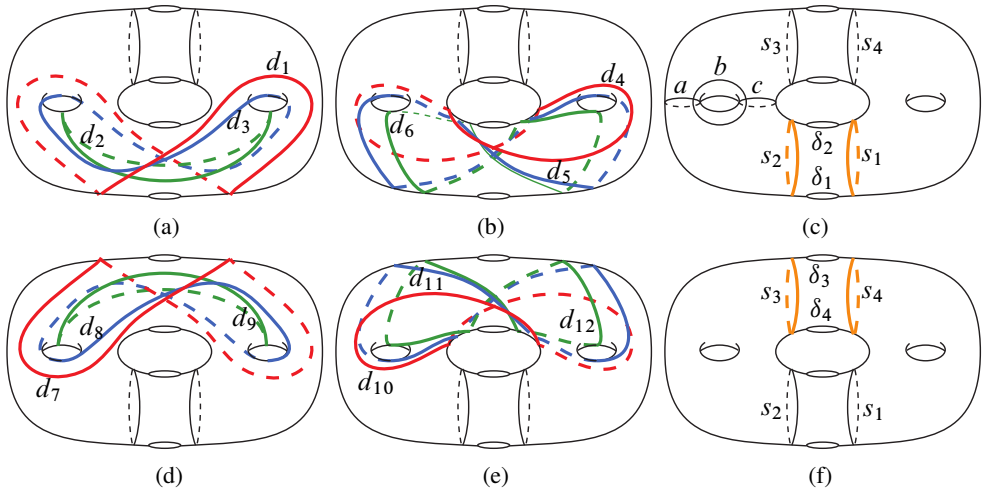 d₁
d₂
d₃
(a)
d₄
d₆
d₅
(b)
s₃
s₄
a
b
c
s₂
δ₂
δ₁
s₁
(c)
d₈
d₉
d₇
(d)
d₁₁
d₁₂
d₁₀
(e)
s₃
δ₃
δ₄
s₄
s₂
s₁
(f)